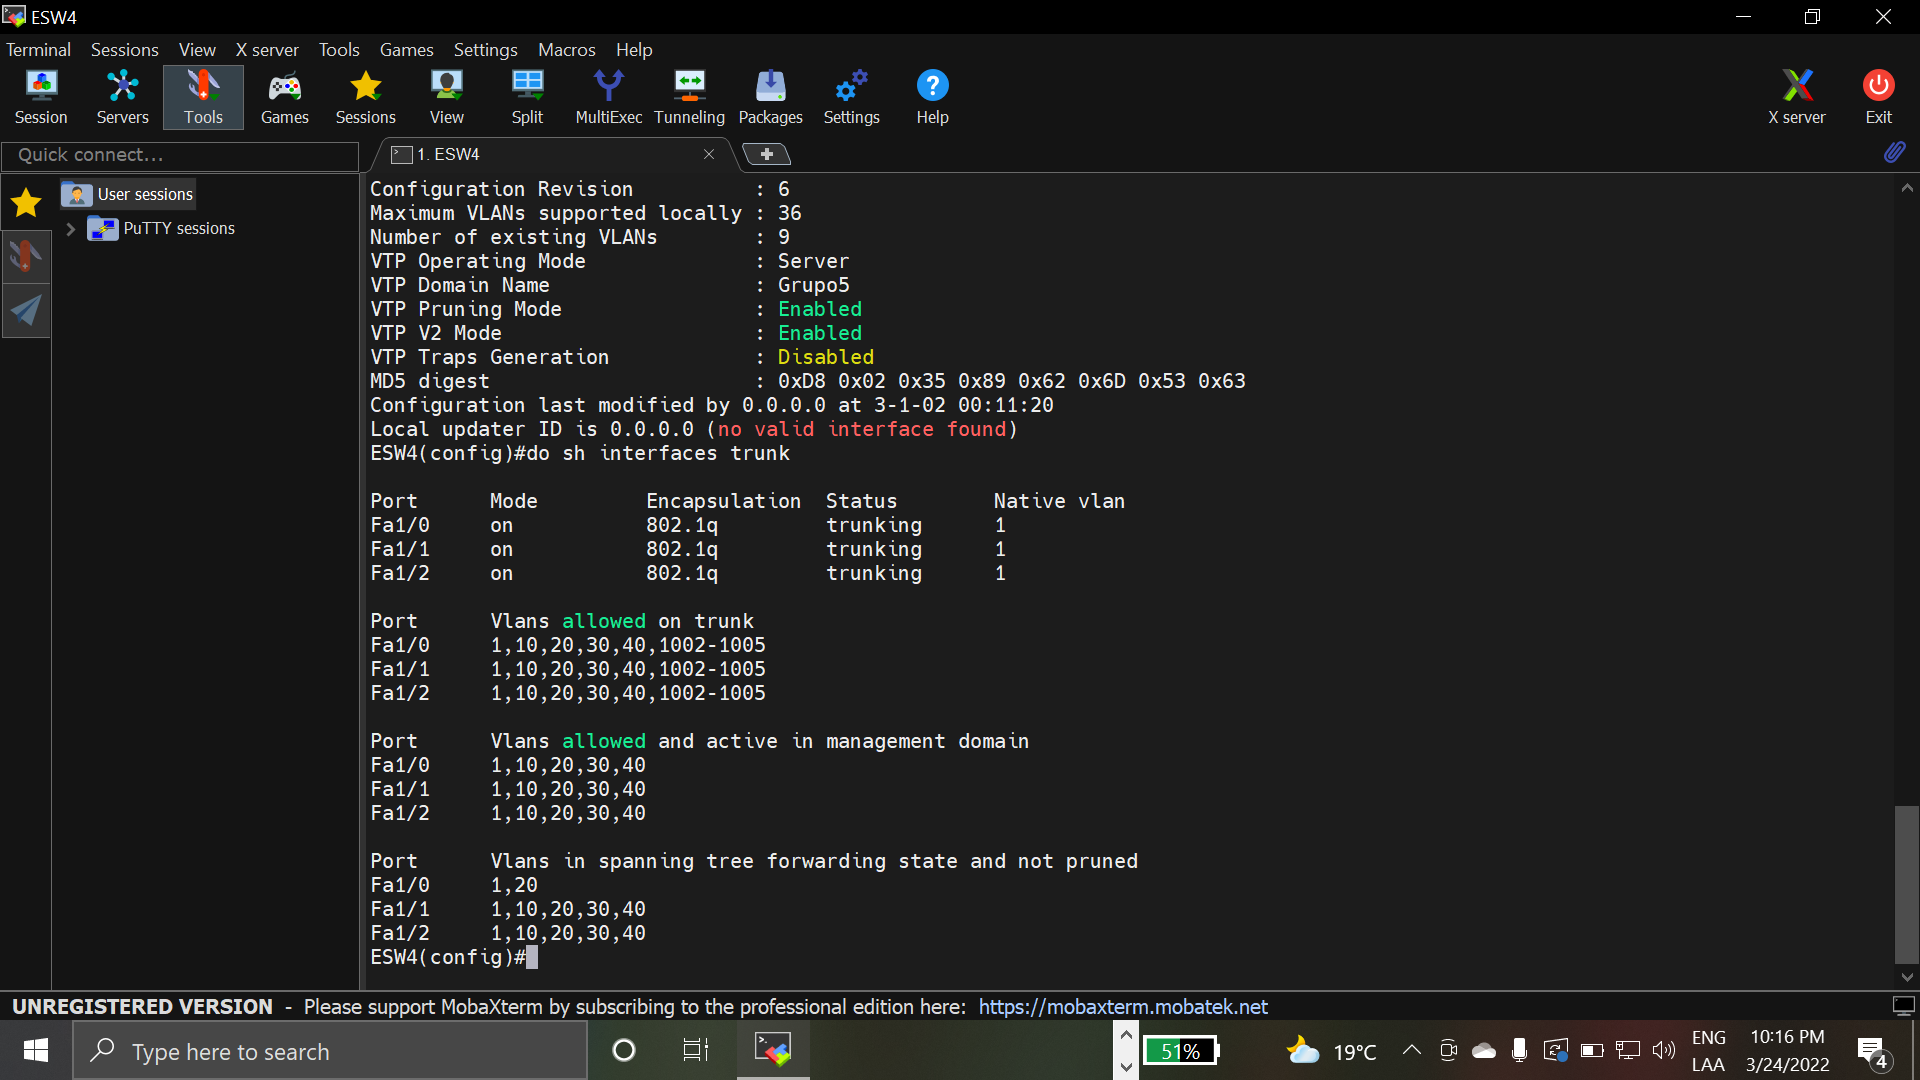 ESW4
Terminal Sessions View X server Tools Games Settings Macros Help
Session Servers Tools Games Sessions View Split MultiExec Tunneling Packages Settings Help X server Exit
Quick connect...
1. ESW4
User sessions
PuTTY sessions
Configuration Revision : 6
Maximum VLANs supported locally : 36
Number of existing VLANs : 9
VTP Operating Mode : Server
VTP Domain Name : Grupo5
VTP Pruning Mode : Enabled
VTP V2 Mode : Enabled
VTP Traps Generation : Disabled
MD5 digest : 0xD8 0x02 0x35 0x89 0x62 0x6D 0x53 0x63
Configuration last modified by 0.0.0.0 at 3-1-02 00:11:20
Local updater ID is 0.0.0.0 (no valid interface found)
ESW4(config)#do sh interfaces trunk
Port Mode Encapsulation Status Native vlan
Fa1/0 on 802.1q trunking 1
Fa1/1 on 802.1q trunking 1
Fa1/2 on 802.1q trunking 1
Port Vlans allowed on trunk
Fa1/0 1,10,20,30,40,1002-1005
Fa1/1 1,10,20,30,40,1002-1005
Fa1/2 1,10,20,30,40,1002-1005
Port Vlans allowed and active in management domain
Fa1/0 1,10,20,30,40
Fa1/1 1,10,20,30,40
Fa1/2 1,10,20,30,40
Port Vlans in spanning tree forwarding state and not pruned
Fa1/0 1,20
Fa1/1 1,10,20,30,40
Fa1/2 1,10,20,30,40
ESW4(config)#
UNREGISTERED VERSION - Please support MobaXterm by subscribing to the professional edition here: https://mobaxterm.mobatek.net
Type here to search
51%
19°C
ENG
LAA
10:16 PM
3/24/2022
4